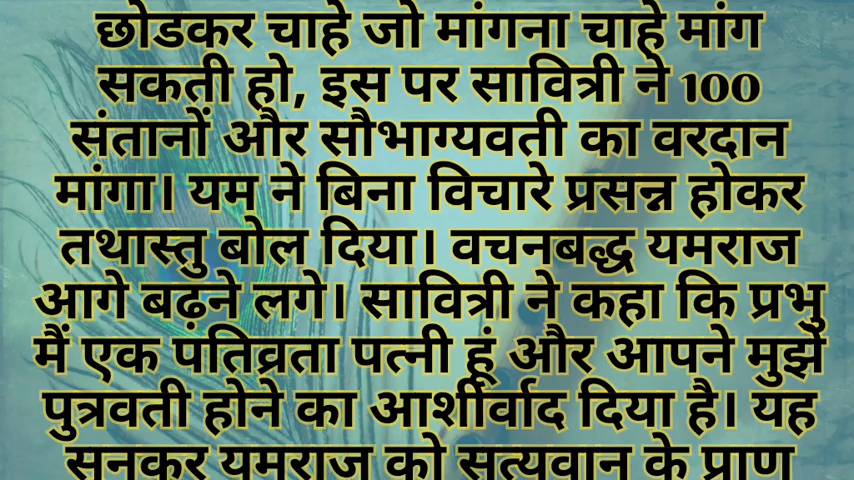 छोडकर चाहे जो मांगना चाहे मांग
सकती हो, इस पर सावित्री ने 100
संतानों और सौभाग्यवती का वरदान
मांगा। यम ने बिना विचारे प्रसन्न होकर
तथास्तु बोल दिया। वचनबद्ध यमराज
आगे बढ़ने लगे। सावित्री ने कहा कि प्रभु
मैं एक पतिव्रता पत्नी हूं और आपने मुझे
पुत्रवती होने का आशीर्वाद दिया है। यह
सुनकर यमराज को सत्यवान के प्राण